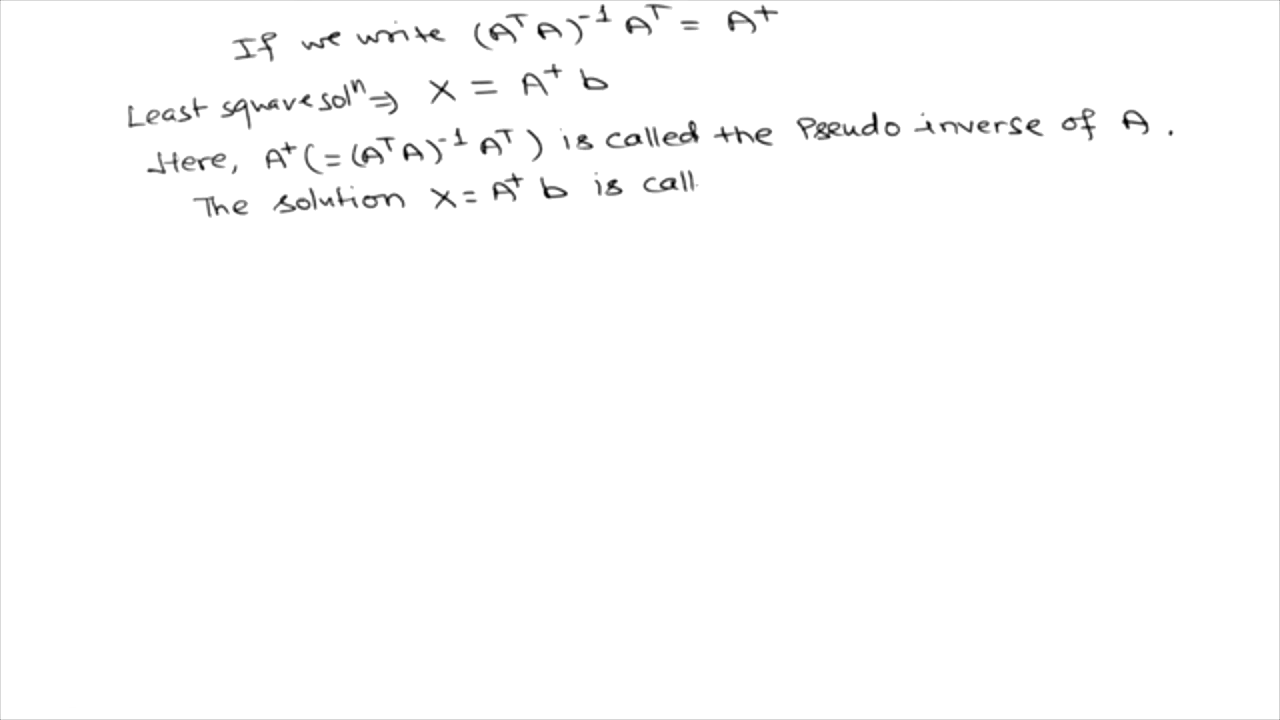 If we write (AᵀA)⁻¹ Aᵀ = A⁺
Least square solⁿ ⇒ X = A⁺ b
Here, A⁺ (= (AᵀA)⁻¹ Aᵀ) is called the Pseudo inverse of A.
The solution X = A⁺ b is call